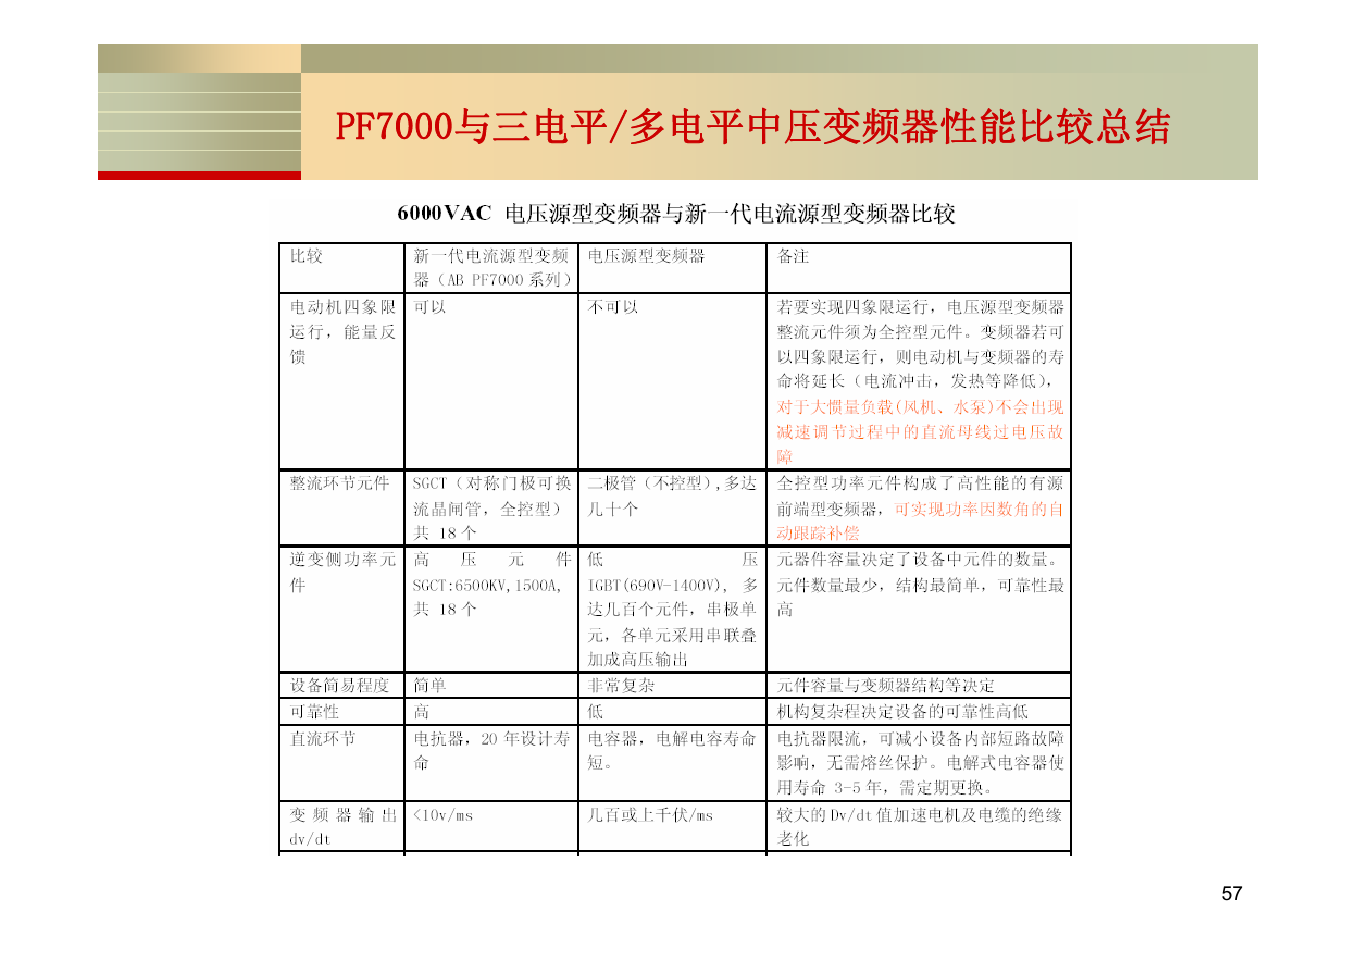 PF7000与三电平/多电平中压变频器性能比较总结
6000VAC 电压源型变频器与新一代电流源型变频器比较
比较
新一代电流源型变频
器（AB PF7000 系列）
电压源型变频器
备注
电动机四象限
运行，能量反
馈
可以
不可以
若要实现四象限运行，电压源型变频器
整流元件须为全控型元件。变频器若可
以四象限运行，则电动机与变频器的寿
命将延长（电流冲击，发热等降低），
对于大惯量负载(风机、水泵)不会出现
减速调节过程中的直流母线过电压故
障
整流环节元件
SGCT（对称门极可换
流晶闸管，全控型）
共 18 个
二极管（不控型）,多达
几十个
全控型功率元件构成了高性能的有源
前端型变频器，可实现功率因数角的自
动跟踪补偿
逆变侧功率元
件
高压元件
SGCT:6500KV,1500A,
共 18 个
低压
IGBT(690V-1400V)，多
达几百个元件，串极单
元，各单元采用串联叠
加成高压输出
元器件容量决定了设备中元件的数量。
元件数量最少，结构最简单，可靠性最
高
设备简易程度
简单
非常复杂
元件容量与变频器结构等决定
可靠性
高
低
机构复杂程决定设备的可靠性高低
直流环节
电抗器，20 年设计寿
命
电容器，电解电容寿命
短。
电抗器限流，可减小设备内部短路故障
影响，无需熔丝保护。电解式电容器使
用寿命 3-5 年，需定期更换。
变频器输出
dv/dt
<10v/ms
几百或上千伏/ms
较大的 Dv/dt 值加速电机及电缆的绝缘
老化
57